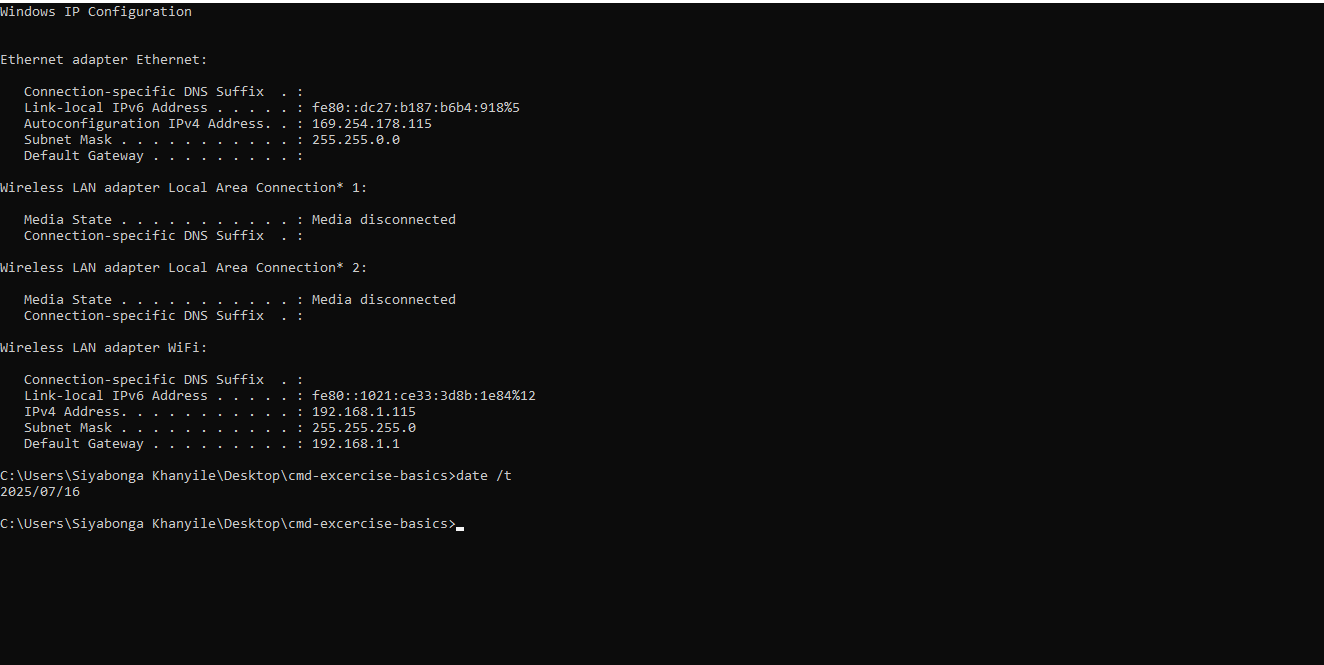 Windows IP Configuration
Ethernet adapter Ethernet:
Connection-specific DNS Suffix  . :
Link-local IPv6 Address . . . . . : fe80::dc27:b187:b6b4:918%5
Autoconfiguration IPv4 Address. . : 169.254.178.115
Subnet Mask . . . . . . . . . . . : 255.255.0.0
Default Gateway . . . . . . . . . :
Wireless LAN adapter Local Area Connection* 1:
Media State . . . . . . . . . . . : Media disconnected
Connection-specific DNS Suffix  . :
Wireless LAN adapter Local Area Connection* 2:
Media State . . . . . . . . . . . : Media disconnected
Connection-specific DNS Suffix  . :
Wireless LAN adapter WiFi:
Connection-specific DNS Suffix  . :
Link-local IPv6 Address . . . . . : fe80::1021:ce33:3d8b:1e84%12
IPv4 Address. . . . . . . . . . . : 192.168.1.115
Subnet Mask . . . . . . . . . . . : 255.255.255.0
Default Gateway . . . . . . . . . : 192.168.1.1
C:\Users\Siyabonga Khanyile\Desktop\cmd-excercise-basics>date /t
2025/07/16
C:\Users\Siyabonga Khanyile\Desktop\cmd-excercise-basics>